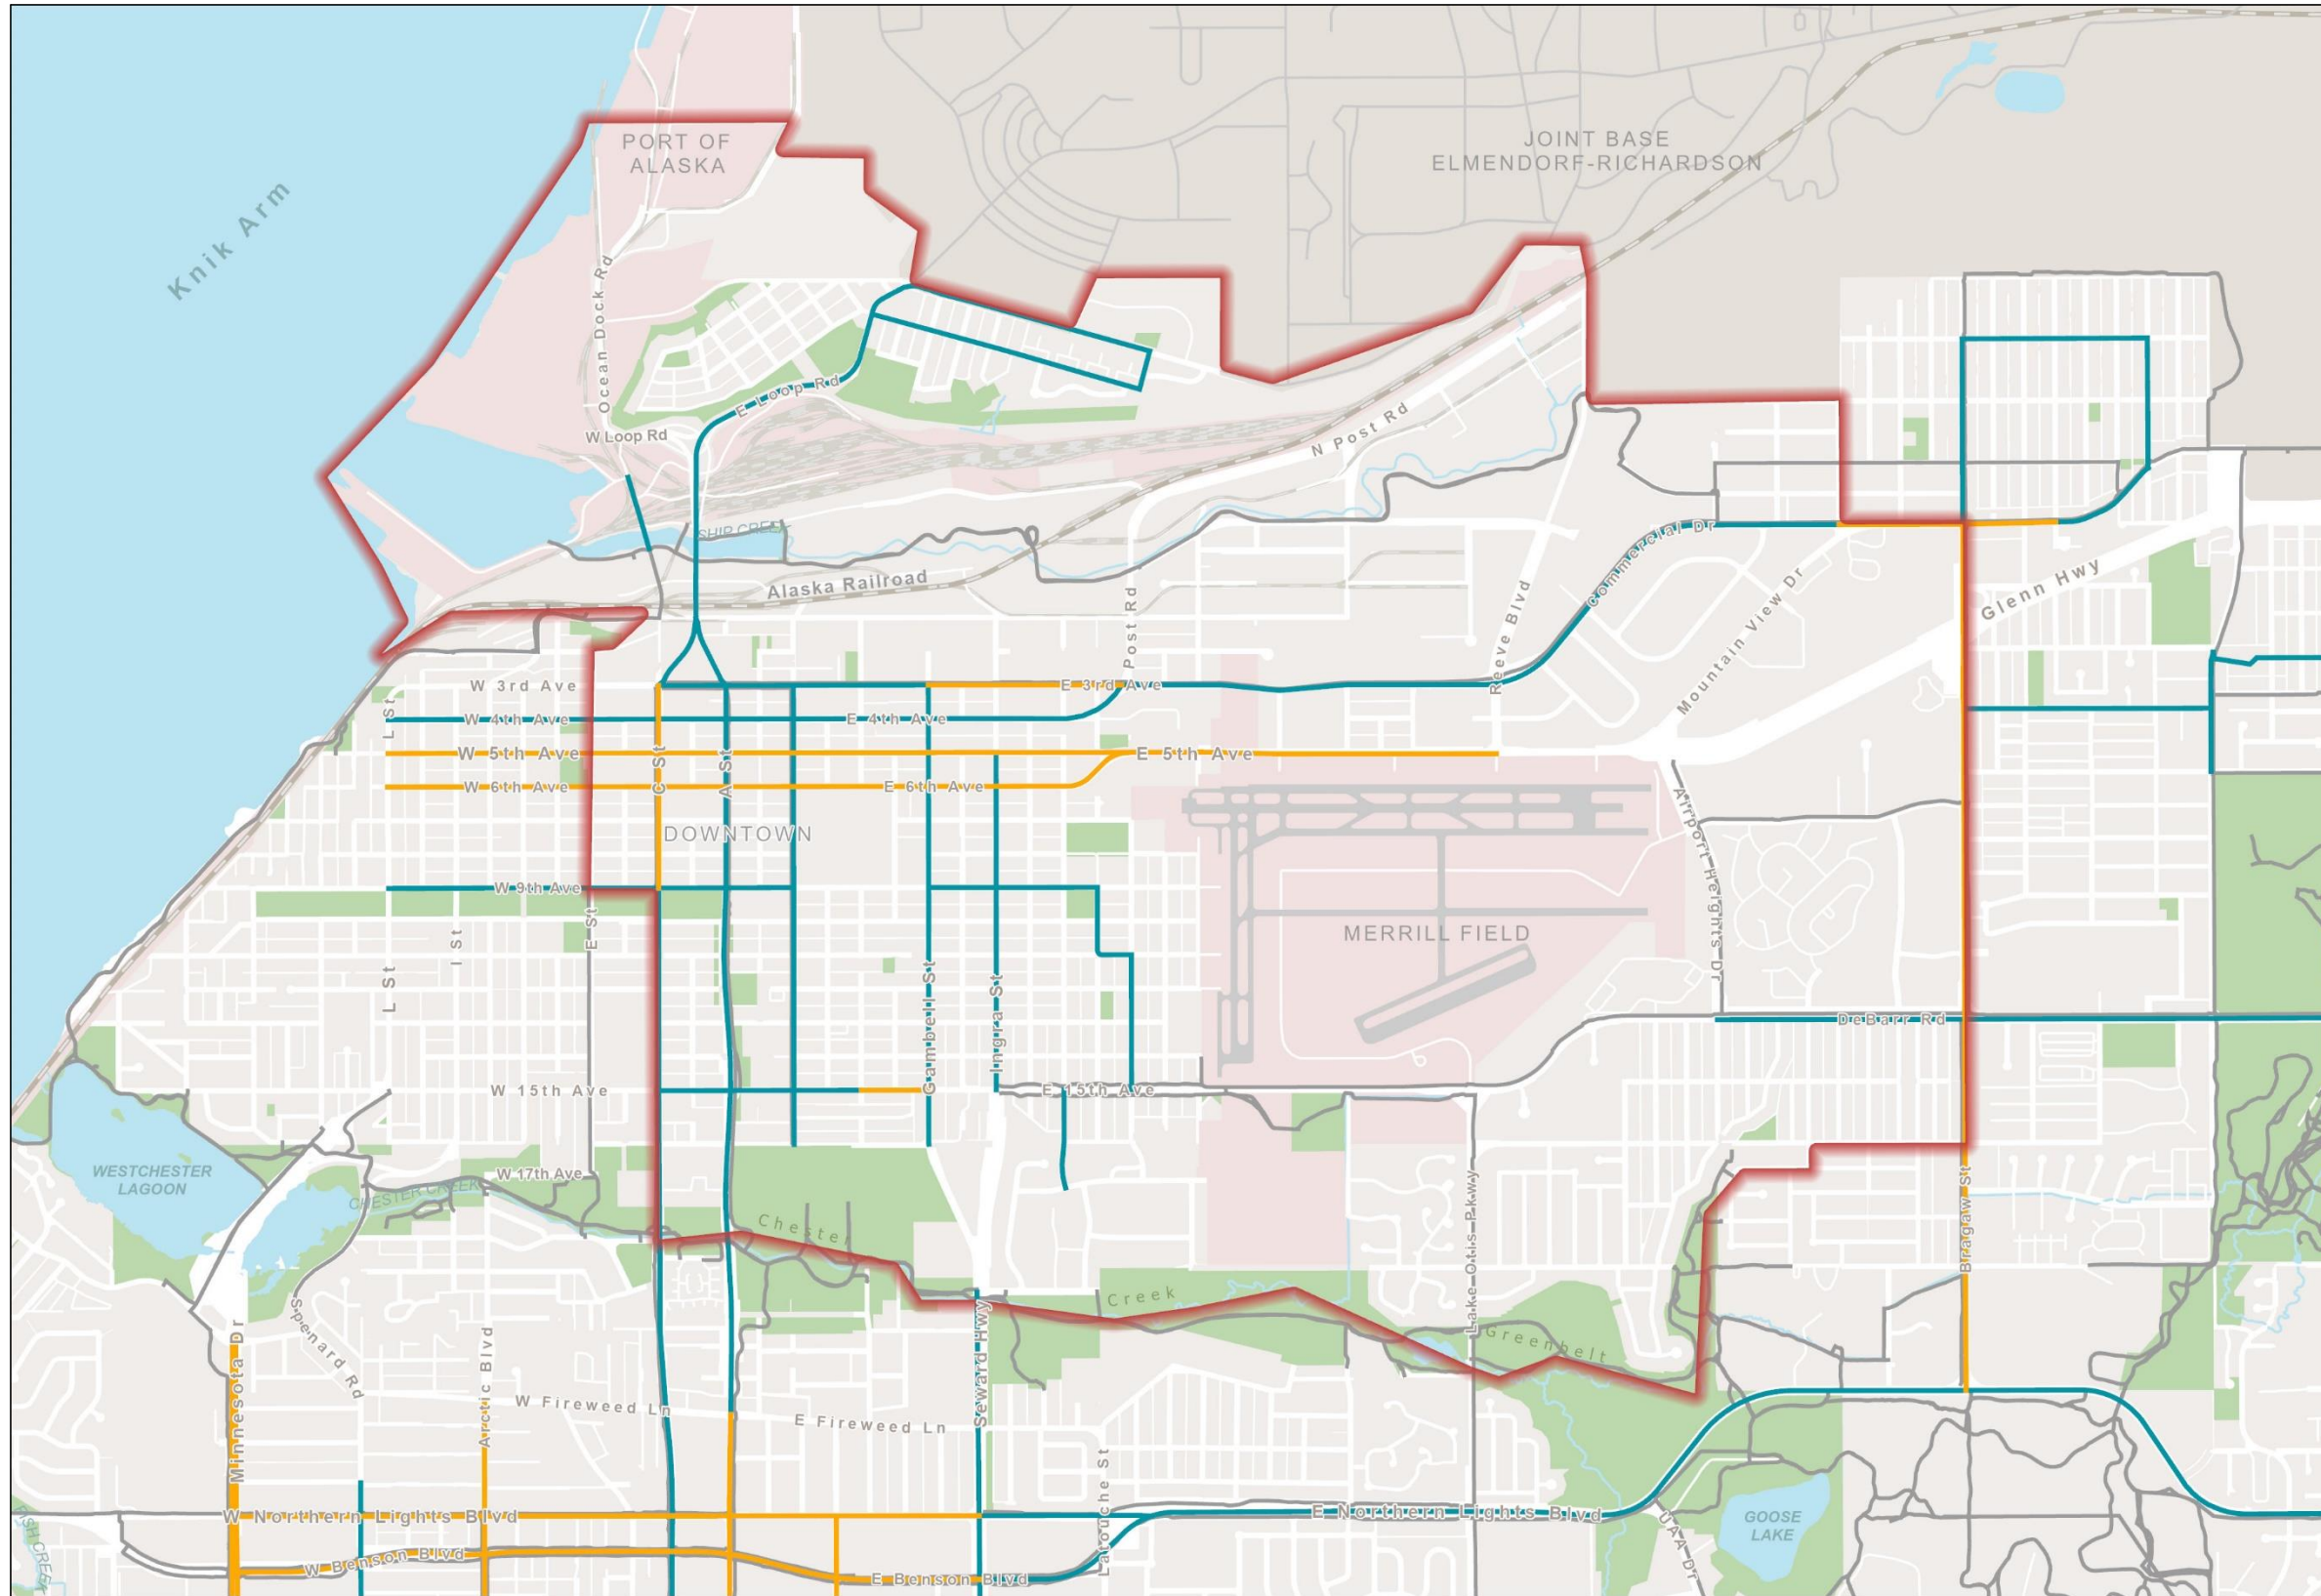 PORT OF
ALASKA
JOINT BASE
ELMENDORF-RICHARDSON
Knik Arm
Ocean Dock Rd
E Loop Rd
W Loop Rd
N Post Rd
SHIP CREEK
Commercial Dr
Alaska Railroad
Glenn Hwy
Post Rd
Reeve Blvd
Mountain View Dr
W 3rd Ave
E 3rd Ave
L St
W 4th Ave
E 4th Ave
W 5th Ave
E 5th Ave
C St
A St
W 6th Ave
E 6th Ave
DOWNTOWN
Airport Heights Dr
W 9th Ave
E St
I St
L St
MERRILL FIELD
Gambell St
Ingra St
DeBarr Rd
W 15th Ave
E 15th Ave
WESTCHESTER
LAGOON
W 17th Ave
CHESTER CREEK
Chester
Creek
Greenbelt
Lake Otis Pkwy
Bragaw St
Minnesota Dr
Spenard Rd
Arctic Blvd
Seward Hwy
W Fireweed Ln
E Fireweed Ln
Latouche St
W Northern Lights Blvd
E Northern Lights Blvd
GOOSE
LAKE
UAA Dr
FISH CREEK
W Benson Blvd
E Benson Blvd